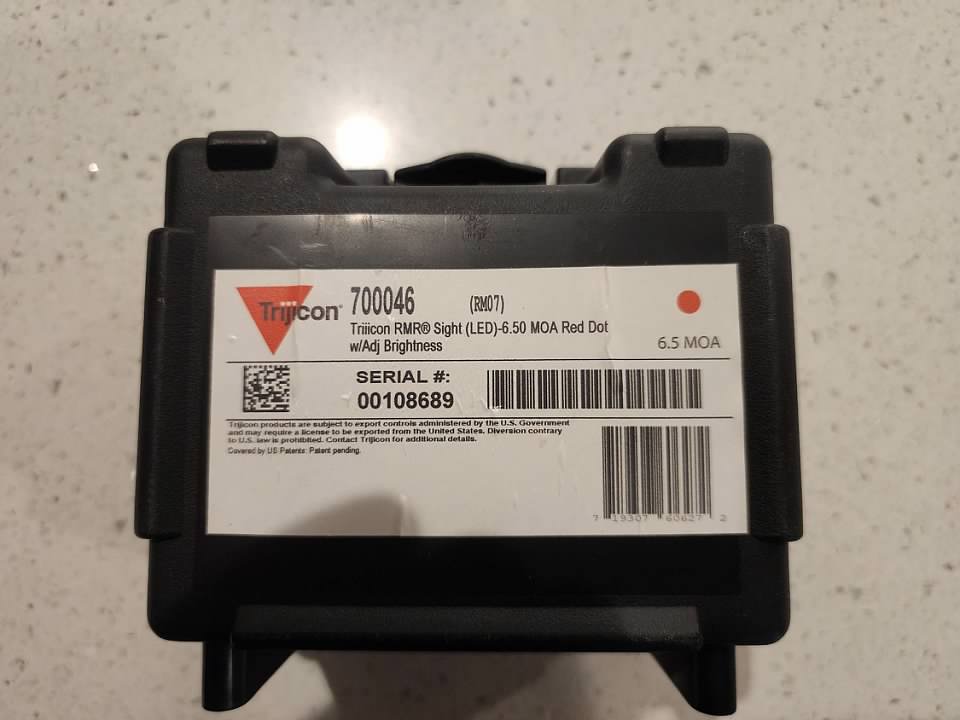 Trijicon®
700046 (RM07)
Triiicon RMR® Sight (LED)-6.50 MOA Red Dot
w/Adj Brightness
6.5 MOA
SERIAL #:
00108689
Trijicon products are subject to export controls administered by the U.S. Government
and may require a license to be exported from the United States. Diversion contrary
to U.S. law is prohibited. Contact Trijicon for additional details.
Covered by US Patents: Patent pending.
7 19307 60627 2